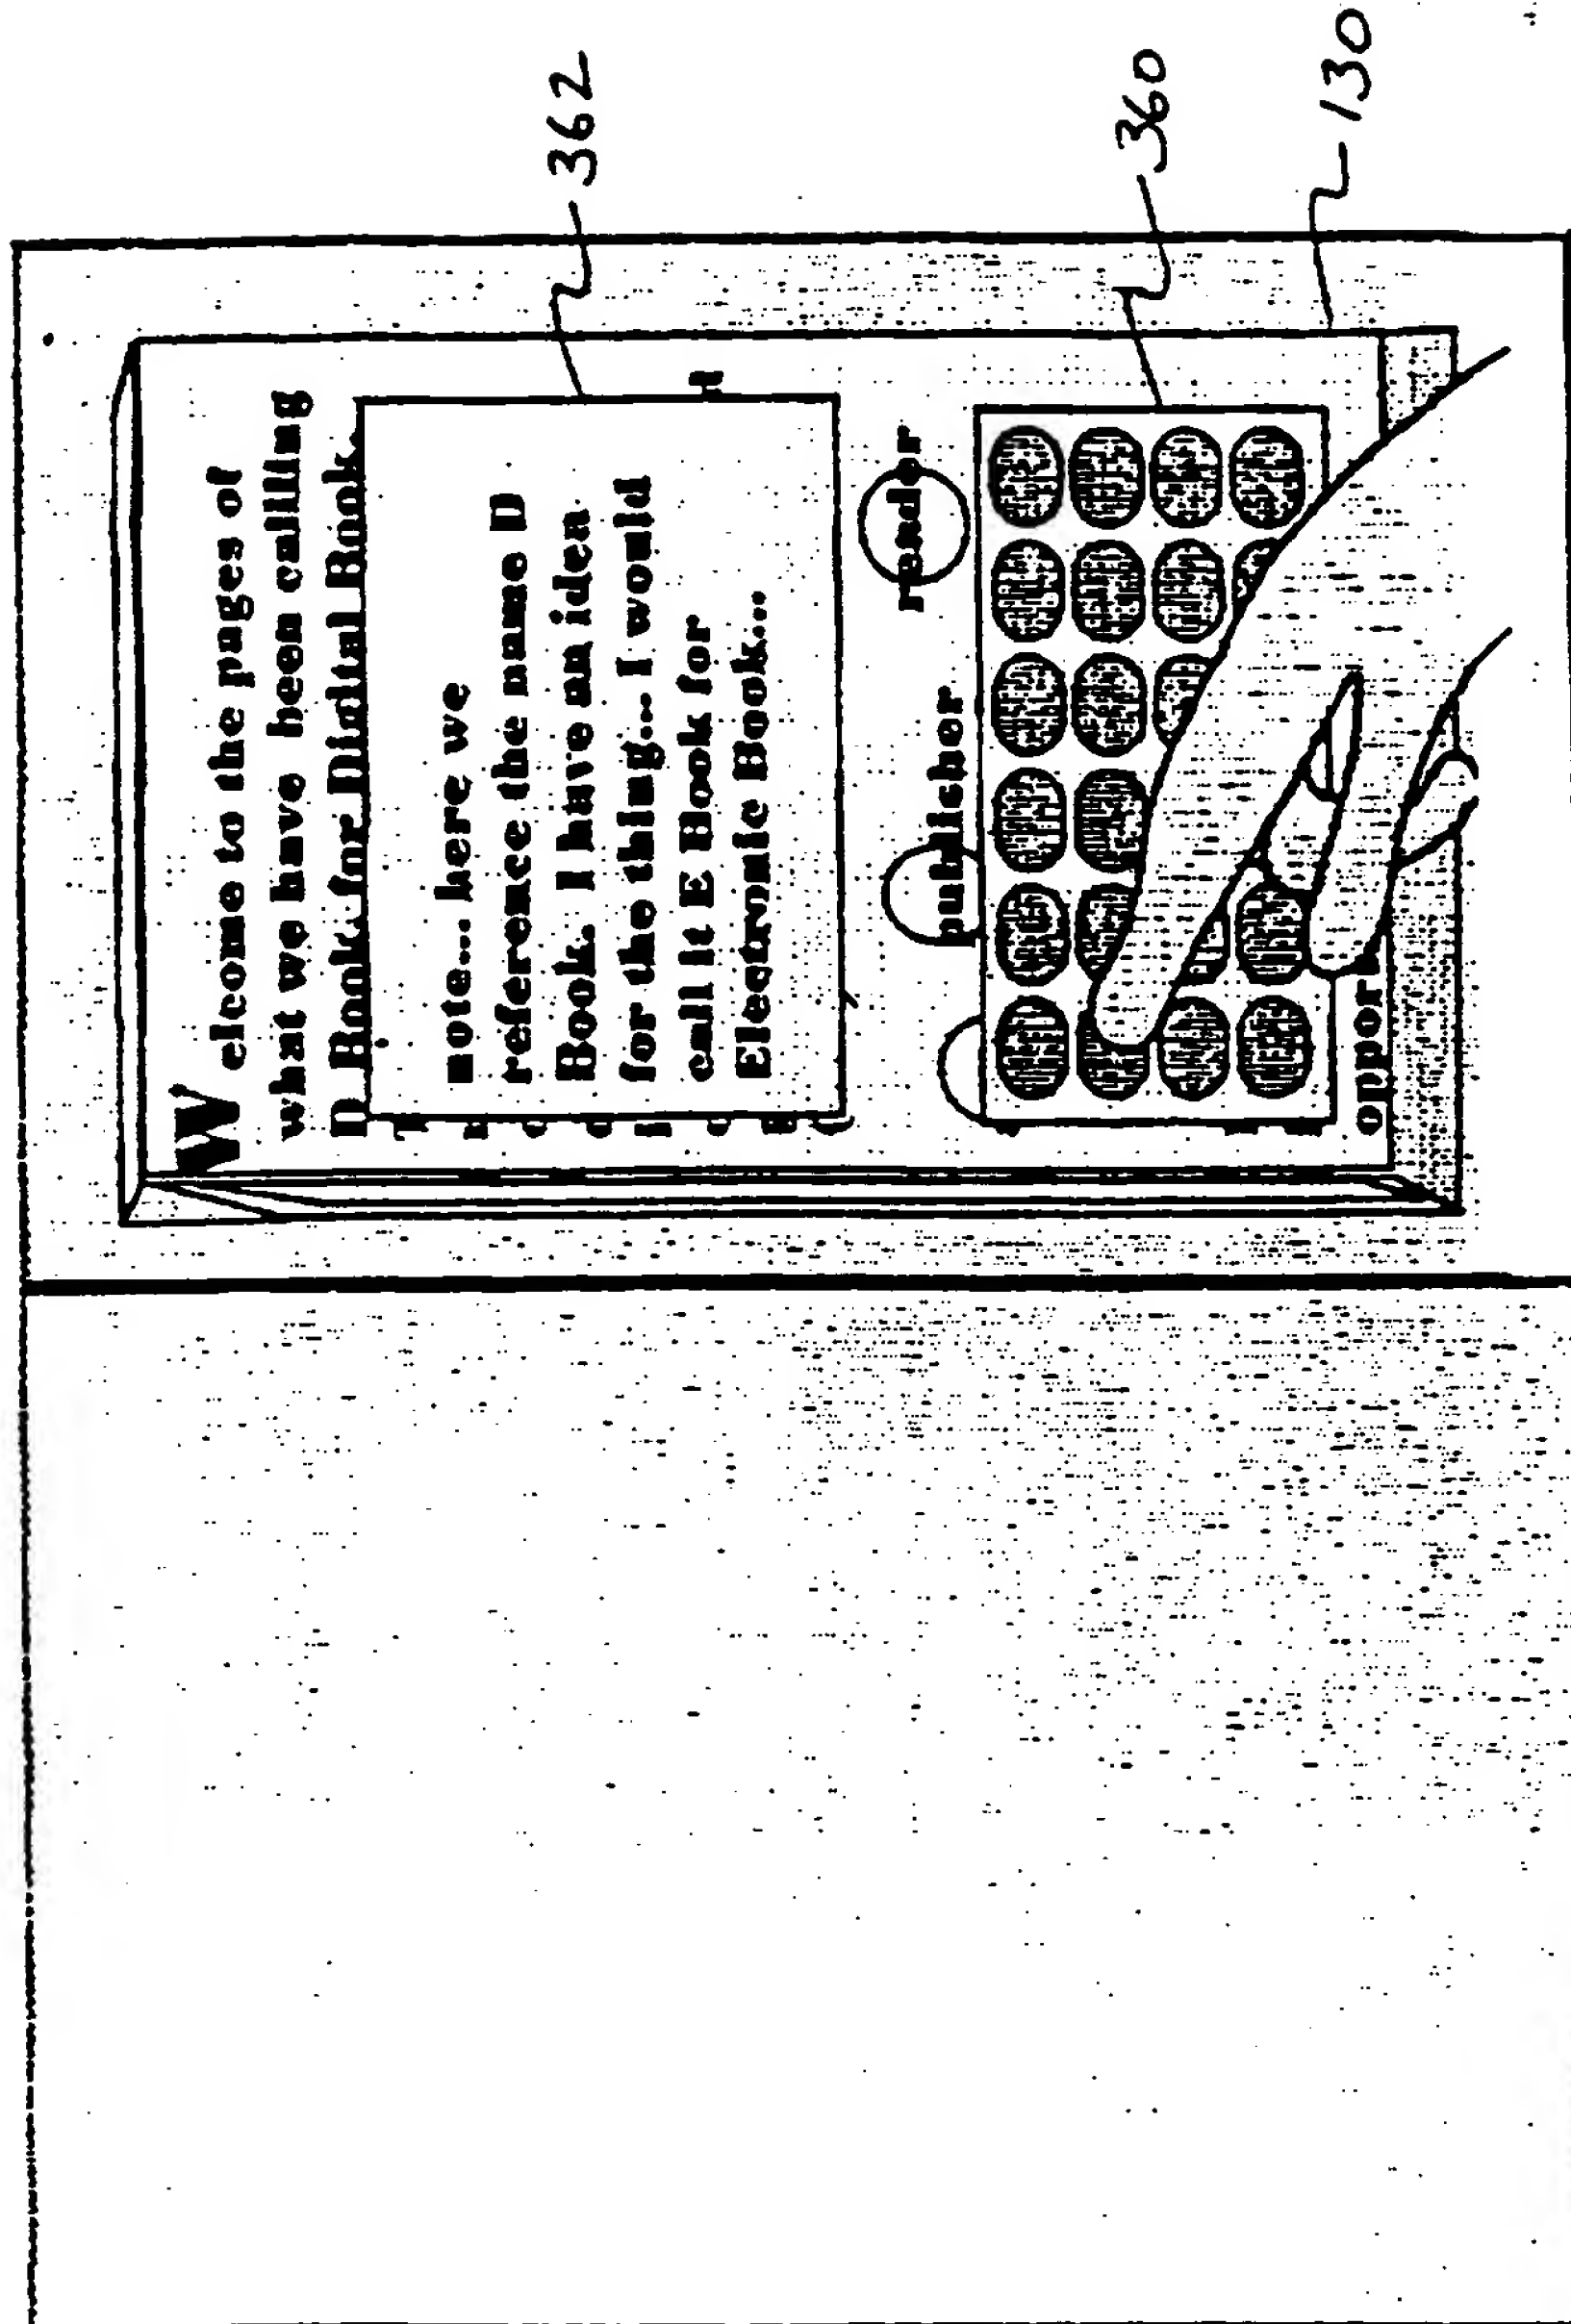 Welcome to the pages of
what we have been calling
D Book for Digital Book.
note... here we
reference the name D
Book. I have an idea
for the thing... I would
call it E Book for
Electronic Book...
publisher
reader
oppor
362
360
130